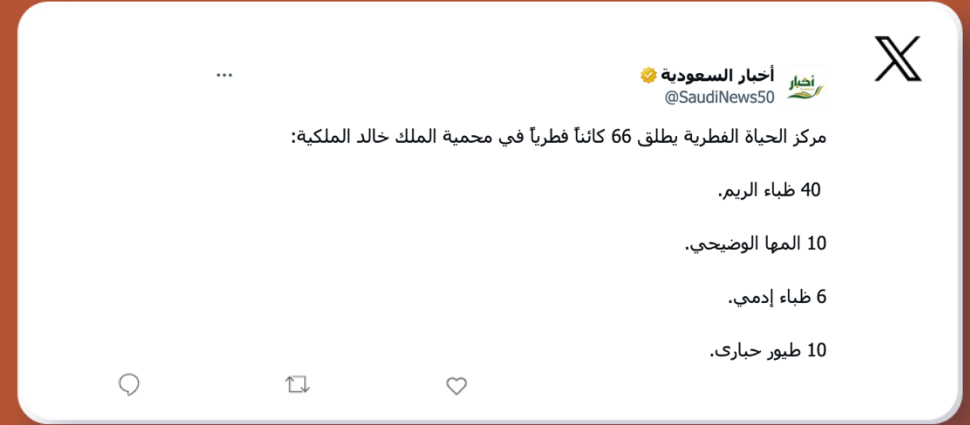 أخبار السعودية
@SaudiNews50
أخبار
مركز الحياة الفطرية يطلق 66 كائناً فطرياً في محمية الملك خالد الملكية:
40 ظباء الريم.
10 المها الوضيحي.
6 ظباء إدمي.
10 طيور حبارى.